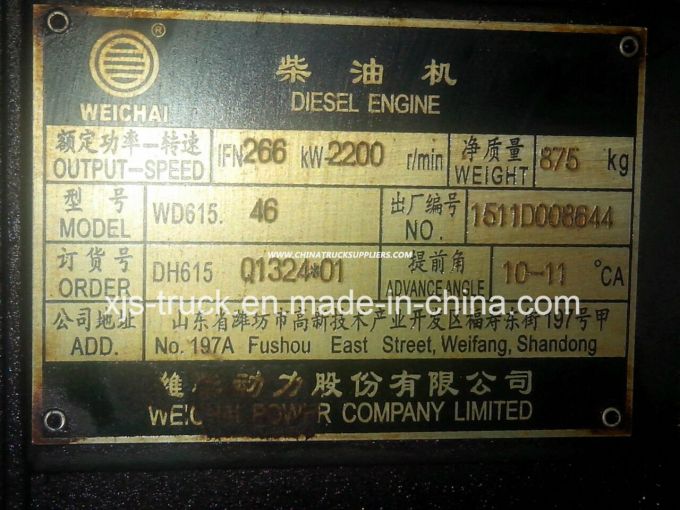 ®
WEICHAI
柴油机
DIESEL ENGINE
额定功率—转速 IFN 266 kW-2200 r/min 净质量 875 kg
OUTPUT—SPEED WEIGHT
型号 WD615. 46 出厂编号 1511D008644
MODEL NO.
WWW.CHINATRUCKSUPPLIERS.COM
订货号 DH615 Q1324*01 提前角 10-11 °CA
ORDER ADVANCE ANGLE
xjs-truck.en.made-in-china.com
公司地址 山东省潍坊市高新技术产业开发区福寿东街197号甲
ADD. No. 197A Fushou East Street, Weifang, Shandong
潍柴动力股份有限公司
WEICHAI POWER COMPANY LIMITED